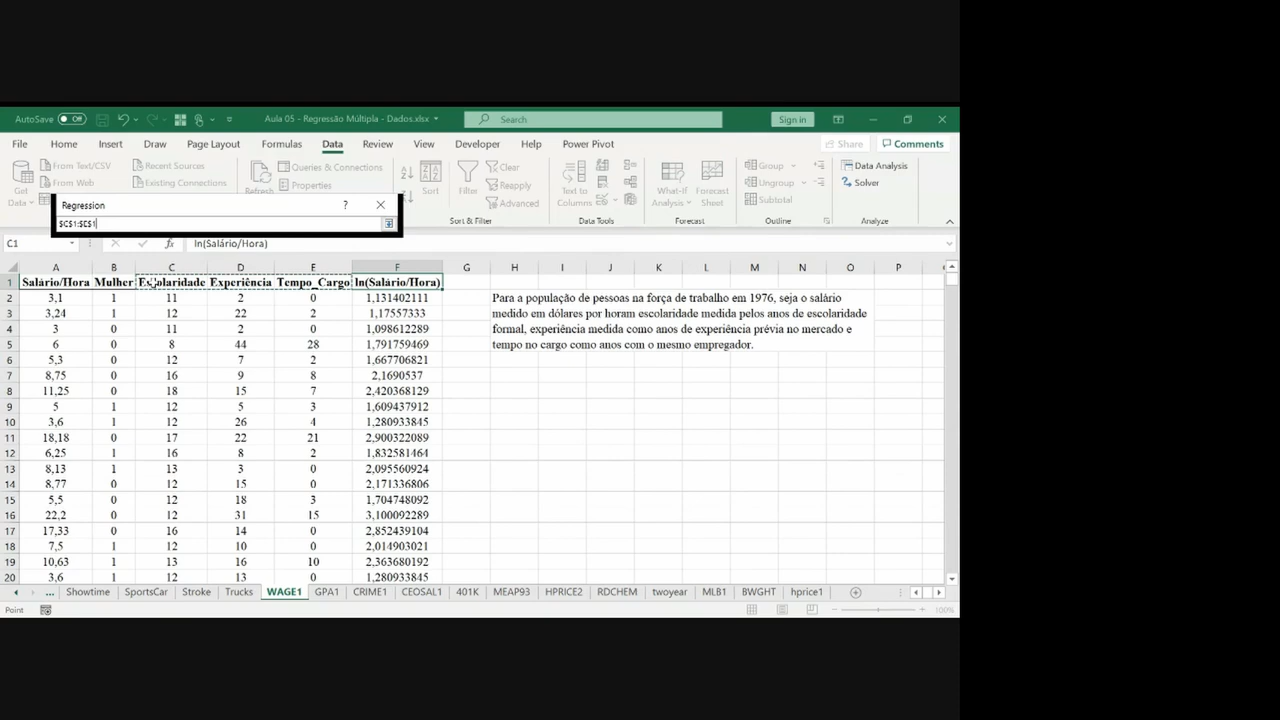 AutoSave Off Aula 05 - Regressão Múltipla - Dados.xlsx Search Sign in
File Home Insert Draw Page Layout Formulas Data Review View Developer Help Power Pivot Share Comments
From Text/CSV Recent Sources Queries & Connections Clear Group Data Analysis
Get Data From Web Existing Connections Refresh Properties Sort Filter Reapply Text to Columns What-If Analysis Forecast Sheet Ungroup Solver
Advanced Subtotal
Sort & Filter Data Tools Forecast Outline Analyze
Regression ?
$C$1:$E$1
C1 fx ln(Salário/Hora)
A B C D E F G H I J K L M N O P
1 Salário/Hora Mulher Escolaridade Experiência Tempo_Cargo ln(Salário/Hora)
2 3,1 1 11 2 0 1,131402111
3 3,24 1 12 22 2 1,17557333
4 3 0 11 2 0 1,098612289
5 6 0 8 44 28 1,791759469
6 5,3 0 12 7 2 1,667706821
7 8,75 0 16 9 8 2,1690537
8 11,25 0 18 15 7 2,420368129
9 5 1 12 5 3 1,609437912
10 3,6 1 12 26 4 1,280933845
11 18,18 0 17 22 21 2,900322089
12 6,25 1 16 8 2 1,832581464
13 8,13 1 13 3 0 2,095560924
14 8,77 0 12 15 0 2,171336806
15 5,5 0 12 18 3 1,704748092
16 22,2 0 12 31 15 3,100092289
17 17,33 0 16 14 0 2,852439104
18 7,5 1 12 10 0 2,014903021
19 10,63 1 13 16 10 2,363680192
20 3,6 1 12 13 0 1,280933845
Para a população de pessoas na força de trabalho em 1976, seja o salário
medido em dólares por horam escolaridade medida pelos anos de escolaridade
formal, experiência medida como anos de experiência prévia no mercado e
tempo no cargo como anos com o mesmo empregador.
... Showtime SportsCar Stroke Trucks WAGE1 GPA1 CRIME1 CEOSAL1 401K MEAP93 HPRICE2 RDCHEM twoyear MLB1 BWGHT hprice1
Point 100%